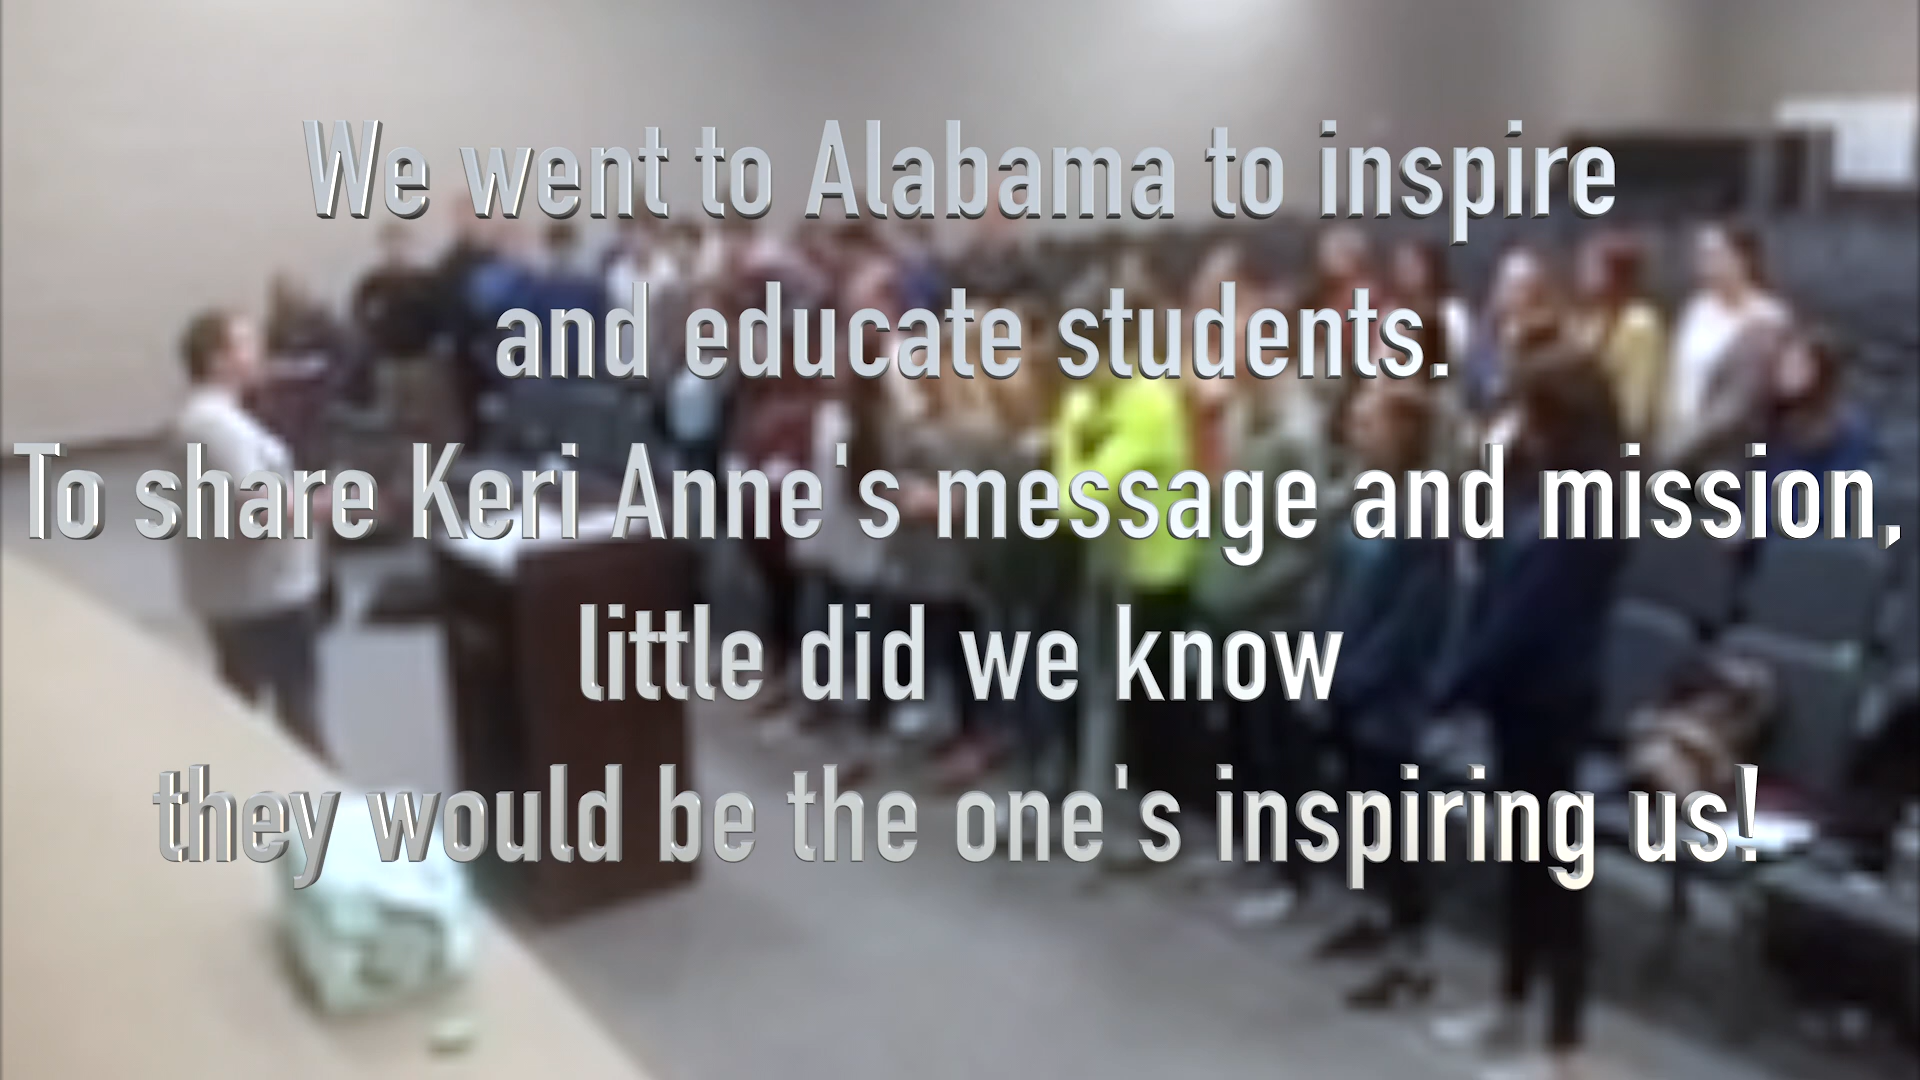 We went to Alabama to inspire
and educate students.
To share Keri Anne's message and mission,
little did we know
they would be the one's inspiring us!